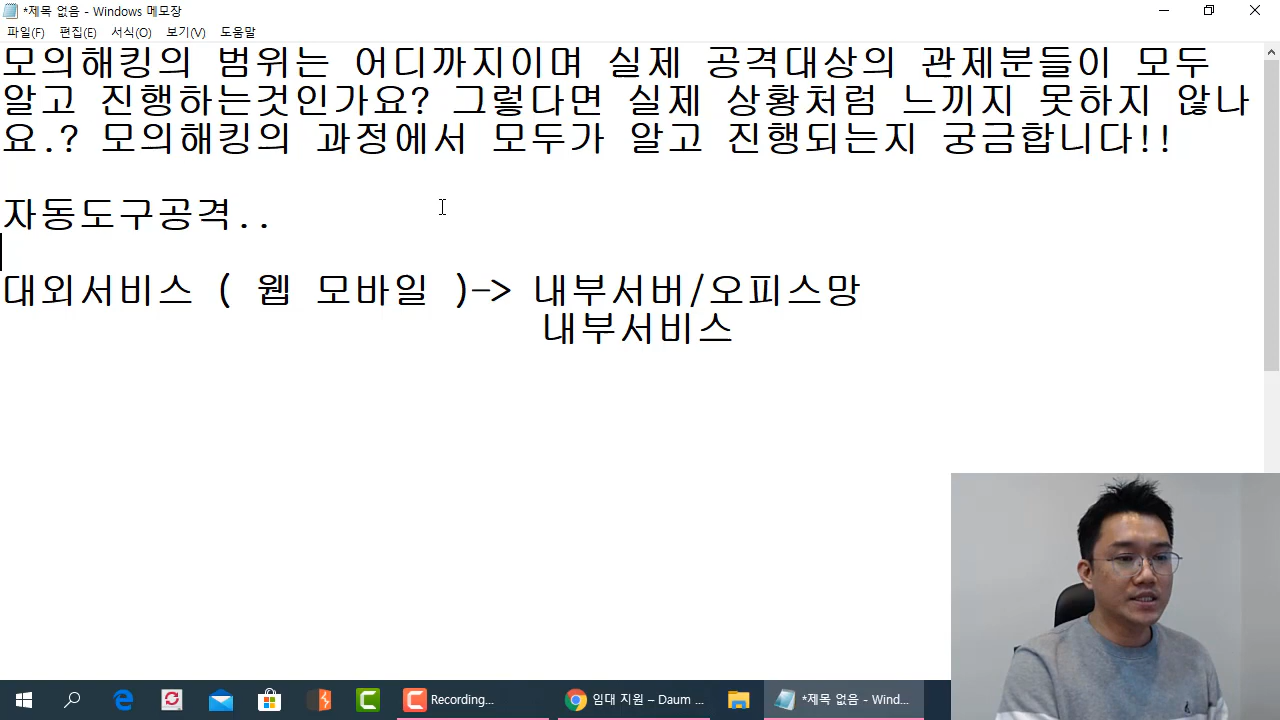 *제목 없음 - Windows 메모장
파일(F) 편집(E) 서식(O) 보기(V) 도움말
모의해킹의 범위는 어디까지이며 실제 공격대상의 관제분들이 모두
알고 진행하는것인가요? 그렇다면 실제 상황처럼 느끼지 못하지 않나
요.? 모의해킹의 과정에서 모두가 알고 진행되는지 궁금합니다!!
자동도구공격..
대외서비스 ( 웹 모바일 )-> 내부서버/오피스망
내부서비스
Recording... 임대 지원 – Daum ... *제목 없음 - Wind...